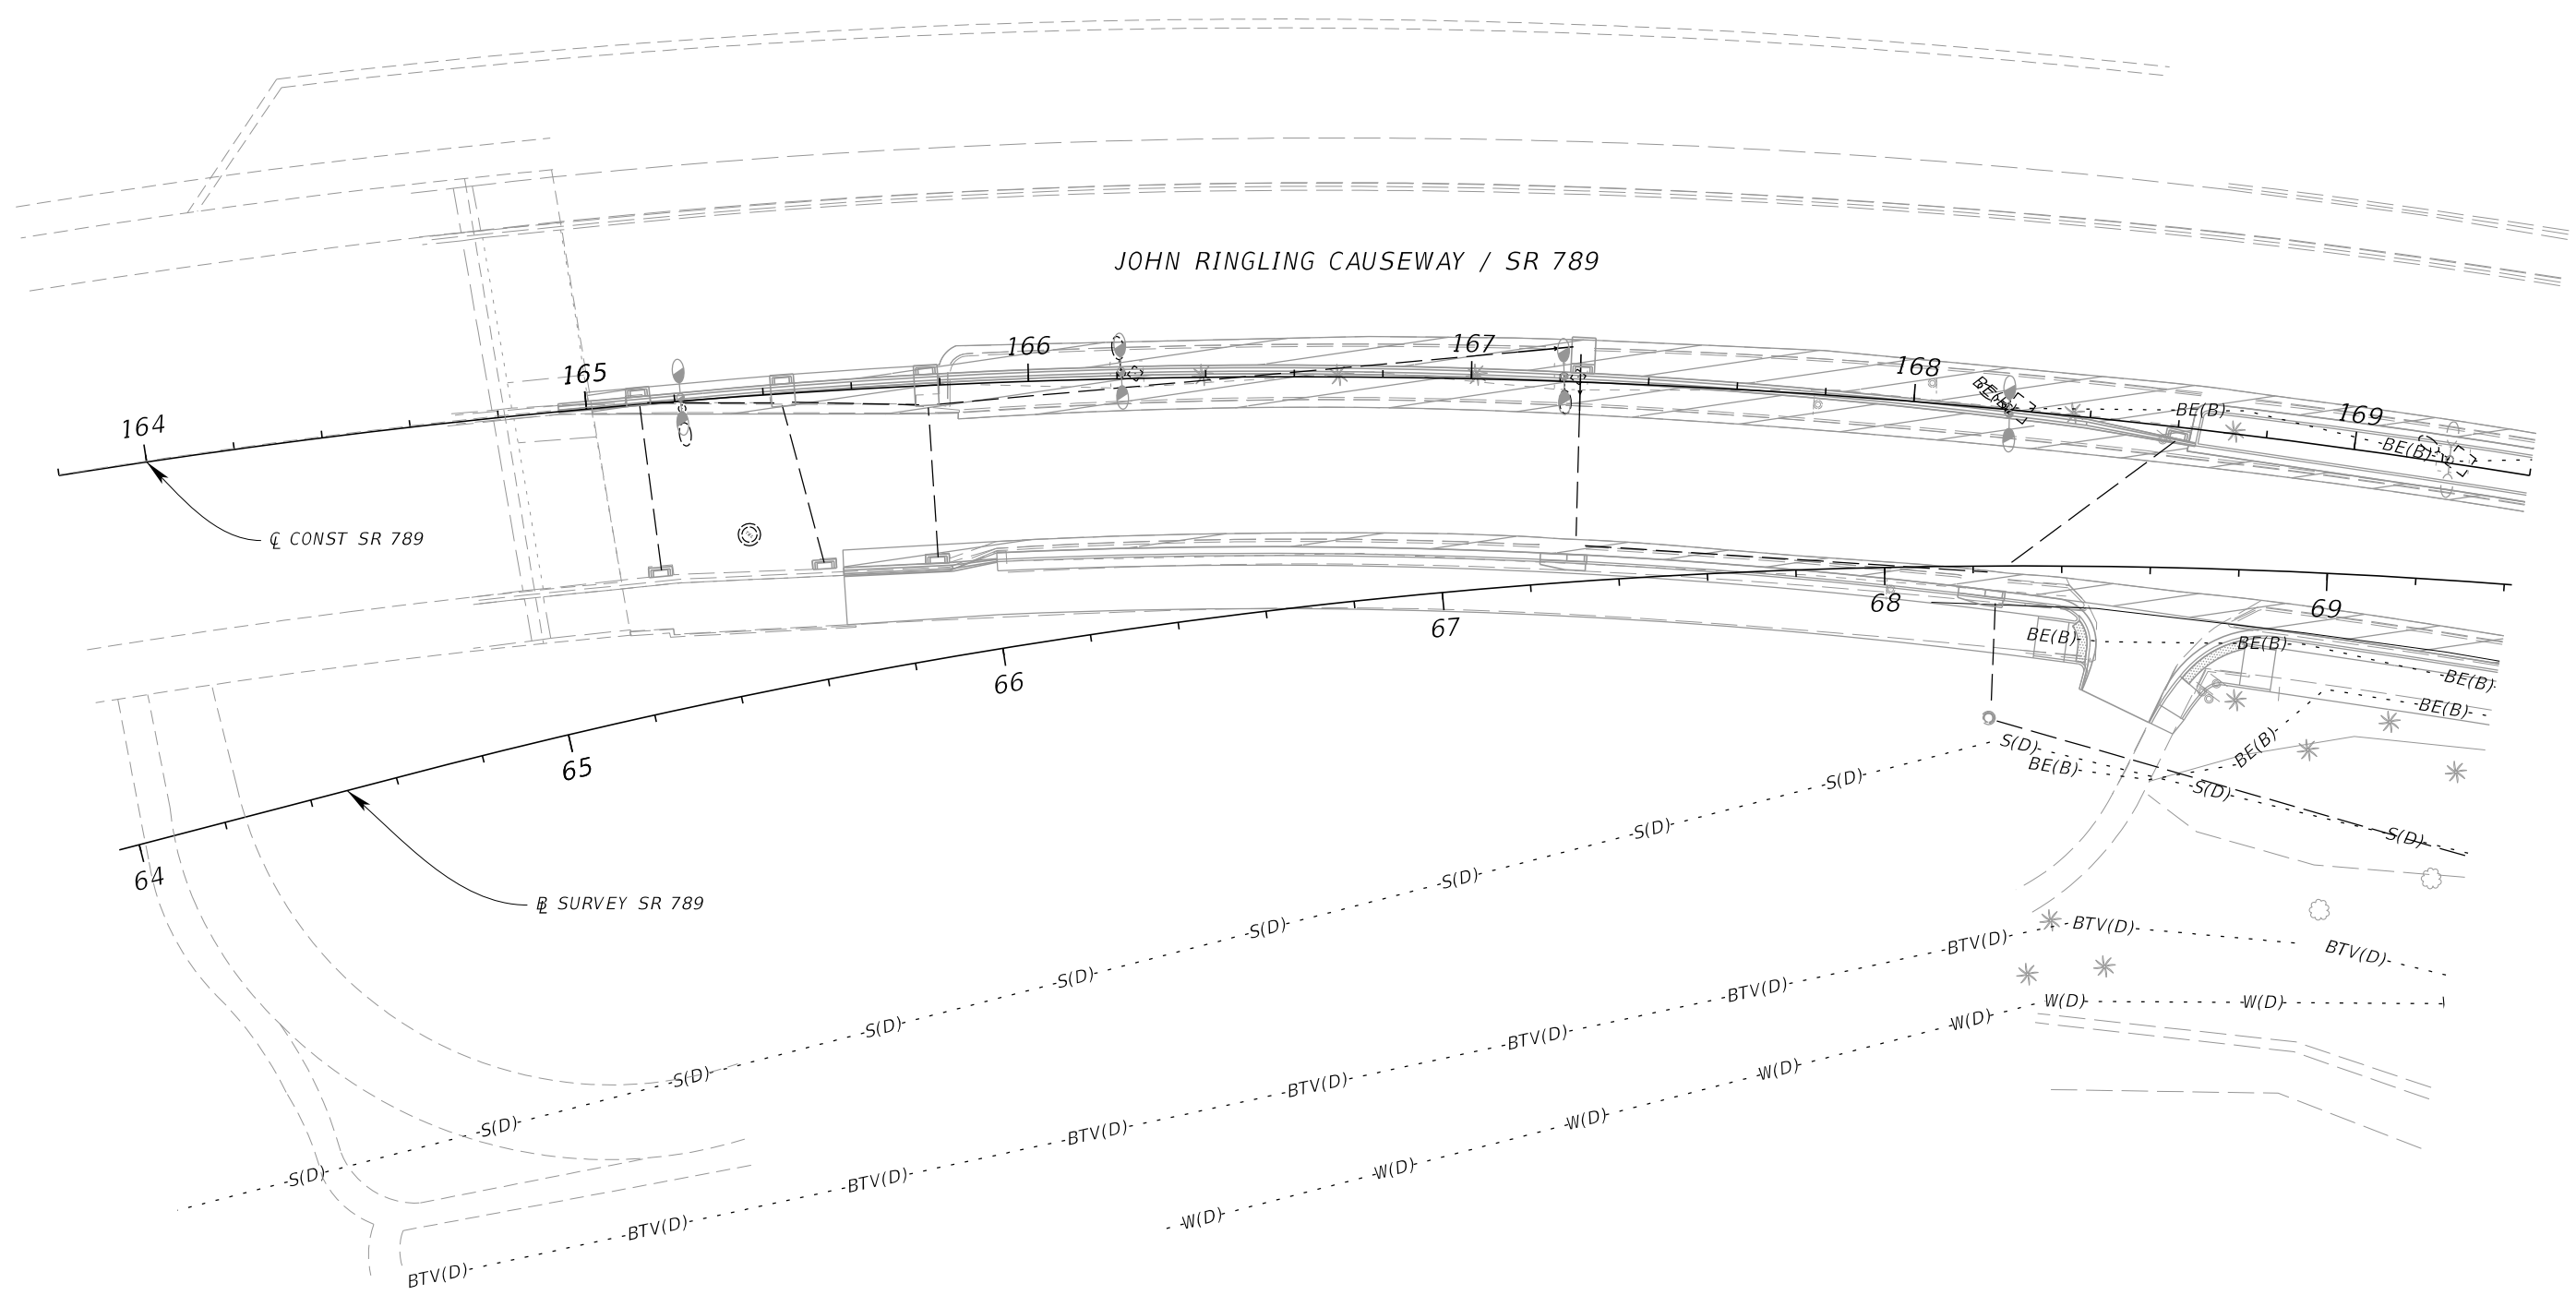 JOHN RINGLING CAUSEWAY / SR 789
164
165
166
167
168
169
BE(B)
BE(B)
BE(B)
℄ CONST SR 789
64
65
66
67
68
69
BE(B)
BE(B)
BE(B)
BE(B)
BE(B)
BE(B)
B̵L SURVEY SR 789
S(D)
S(D)
S(D)
S(D)
S(D)
S(D)
S(D)
S(D)
S(D)
S(D)
S(D)
S(D)
BTV(D)
BTV(D)
BTV(D)
BTV(D)
BTV(D)
BTV(D)
BTV(D)
BTV(D)
BTV(D)
BTV(D)
W(D)
W(D)
W(D)
W(D)
W(D)
W(D)
W(D)